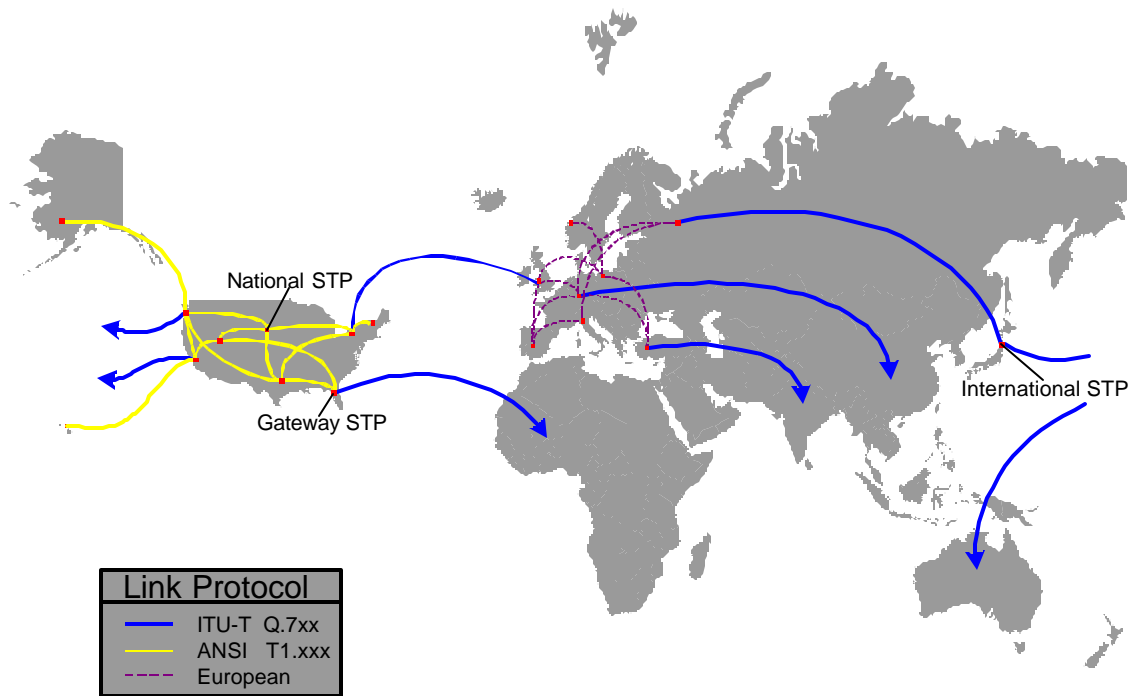 National STP
Gateway STP
International STP
Link Protocol
ITU-T Q.7xx
ANSI T1.xxx
European